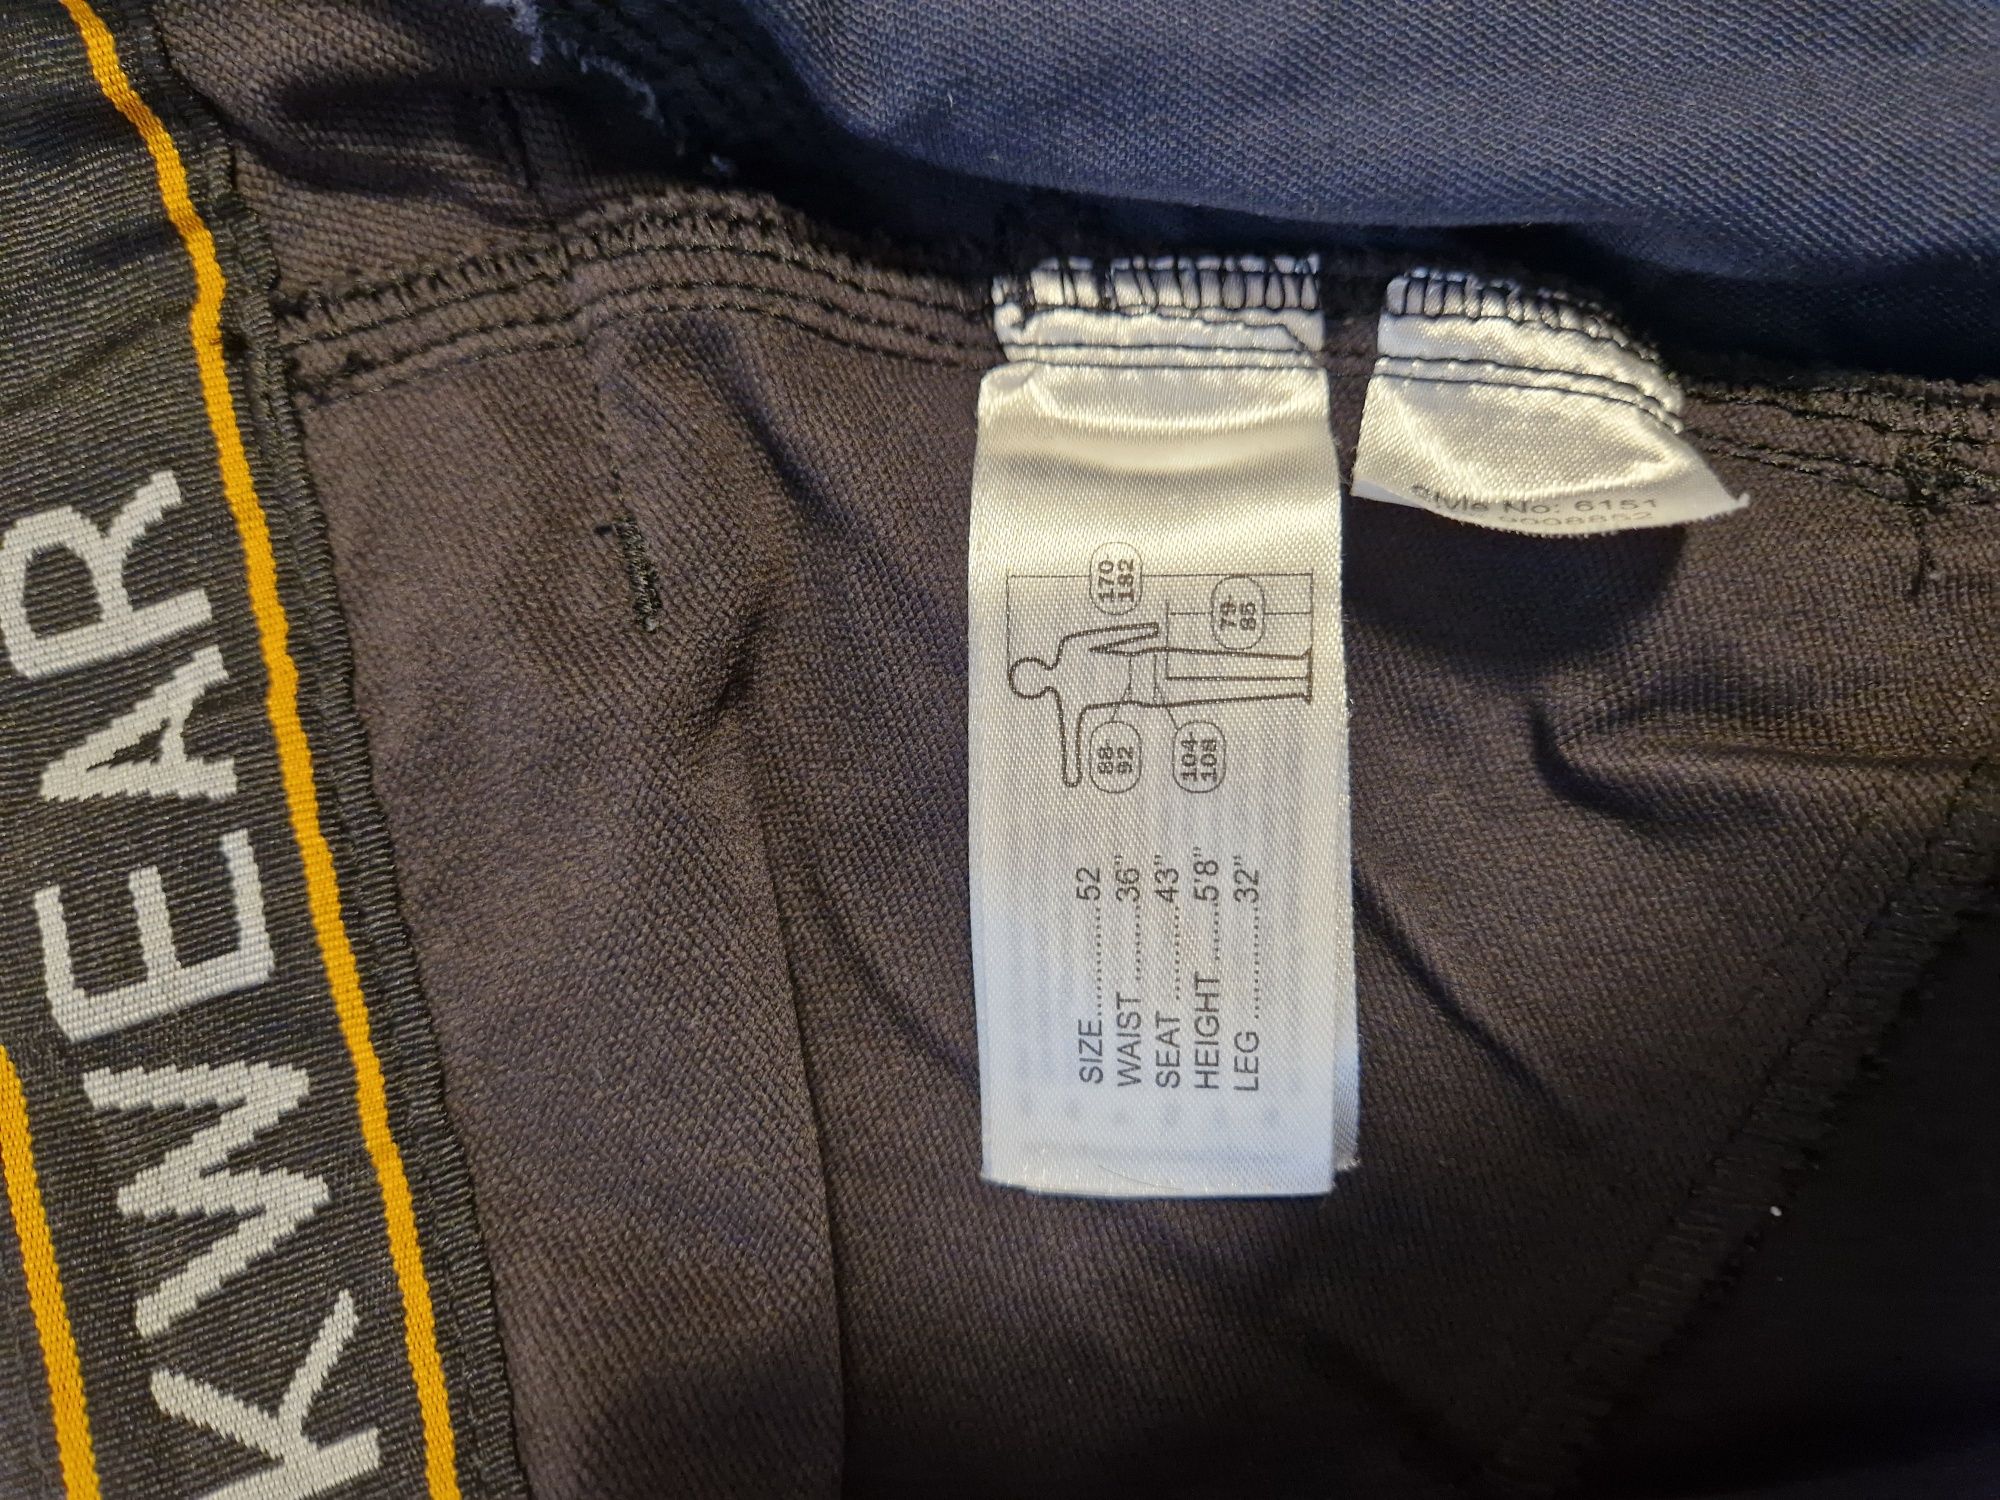 KWEAR
170-
182
79-
85
88-
92
104-
108
SIZE...............52
WAIST..........36"
SEAT ...........43"
HEIGHT .......5'8"
LEG ..............32"
Style No: 6151